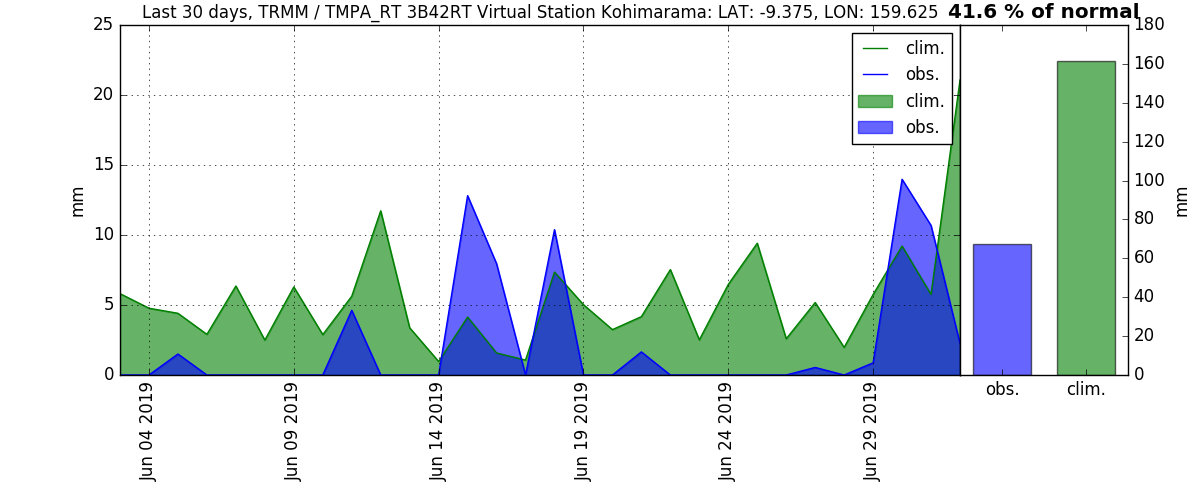 Last 30 days, TRMM / TMPA_RT 3B42RT Virtual Station Kohimarama: LAT: -9.375, LON: 159.625
41.6 % of normal
25
20
15
10
5
0
mm
clim.
obs.
clim.
obs.
Jun 04 2019
Jun 09 2019
Jun 14 2019
Jun 19 2019
Jun 24 2019
Jun 29 2019
180
160
140
120
100
80
60
40
20
0
mm
obs.
clim.